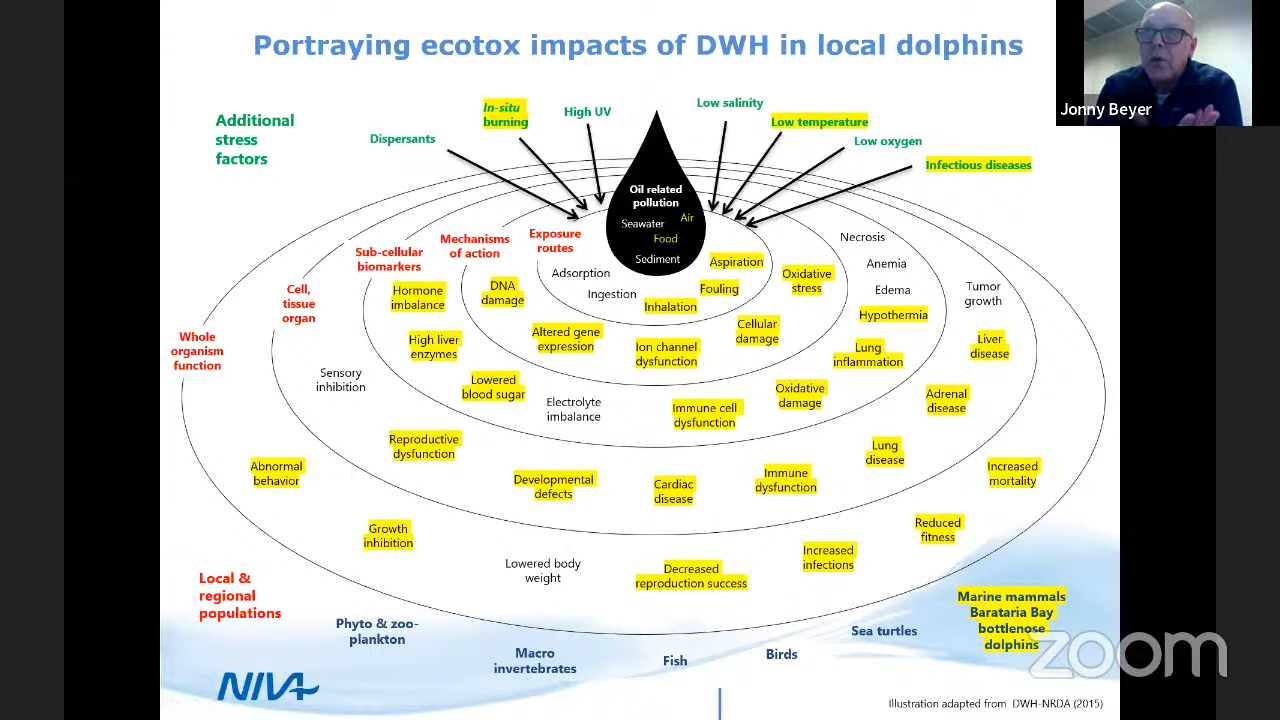 Portraying ecotox impacts of DWH in local dolphins
Jonny Beyer
Additional
stress
factors
Dispersants
In-situ
burning
High UV
Low salinity
Low temperature
Low oxygen
Infectious diseases
Oil related
pollution
Seawater
Air
Food
Sediment
Exposure
routes
Adsorption
Ingestion
Inhalation
Fouling
Aspiration
Mechanisms
of action
DNA
damage
Altered gene
expression
Ion channel
dysfunction
Cellular
damage
Oxidative
stress
Sub-cellular
biomarkers
Hormone
imbalance
High liver
enzymes
Lowered
blood sugar
Electrolyte
imbalance
Immune cell
dysfunction
Oxidative
damage
Lung
inflammation
Hypothermia
Edema
Anemia
Necrosis
Cell,
tissue
organ
Sensory
inhibition
Reproductive
dysfunction
Developmental
defects
Cardiac
disease
Immune
dysfunction
Lung
disease
Adrenal
disease
Liver
disease
Tumor
growth
Whole
organism
function
Abnormal
behavior
Growth
inhibition
Lowered body
weight
Decreased
reproduction success
Increased
infections
Reduced
fitness
Increased
mortality
Local &
regional
populations
Phyto & zoo-
plankton
Macro
invertebrates
Fish
Birds
Sea turtles
Marine mammals
Barataria Bay
bottlenose
dolphins
zoom
NIVA
Illustration adapted from DWH-NRDA (2015)